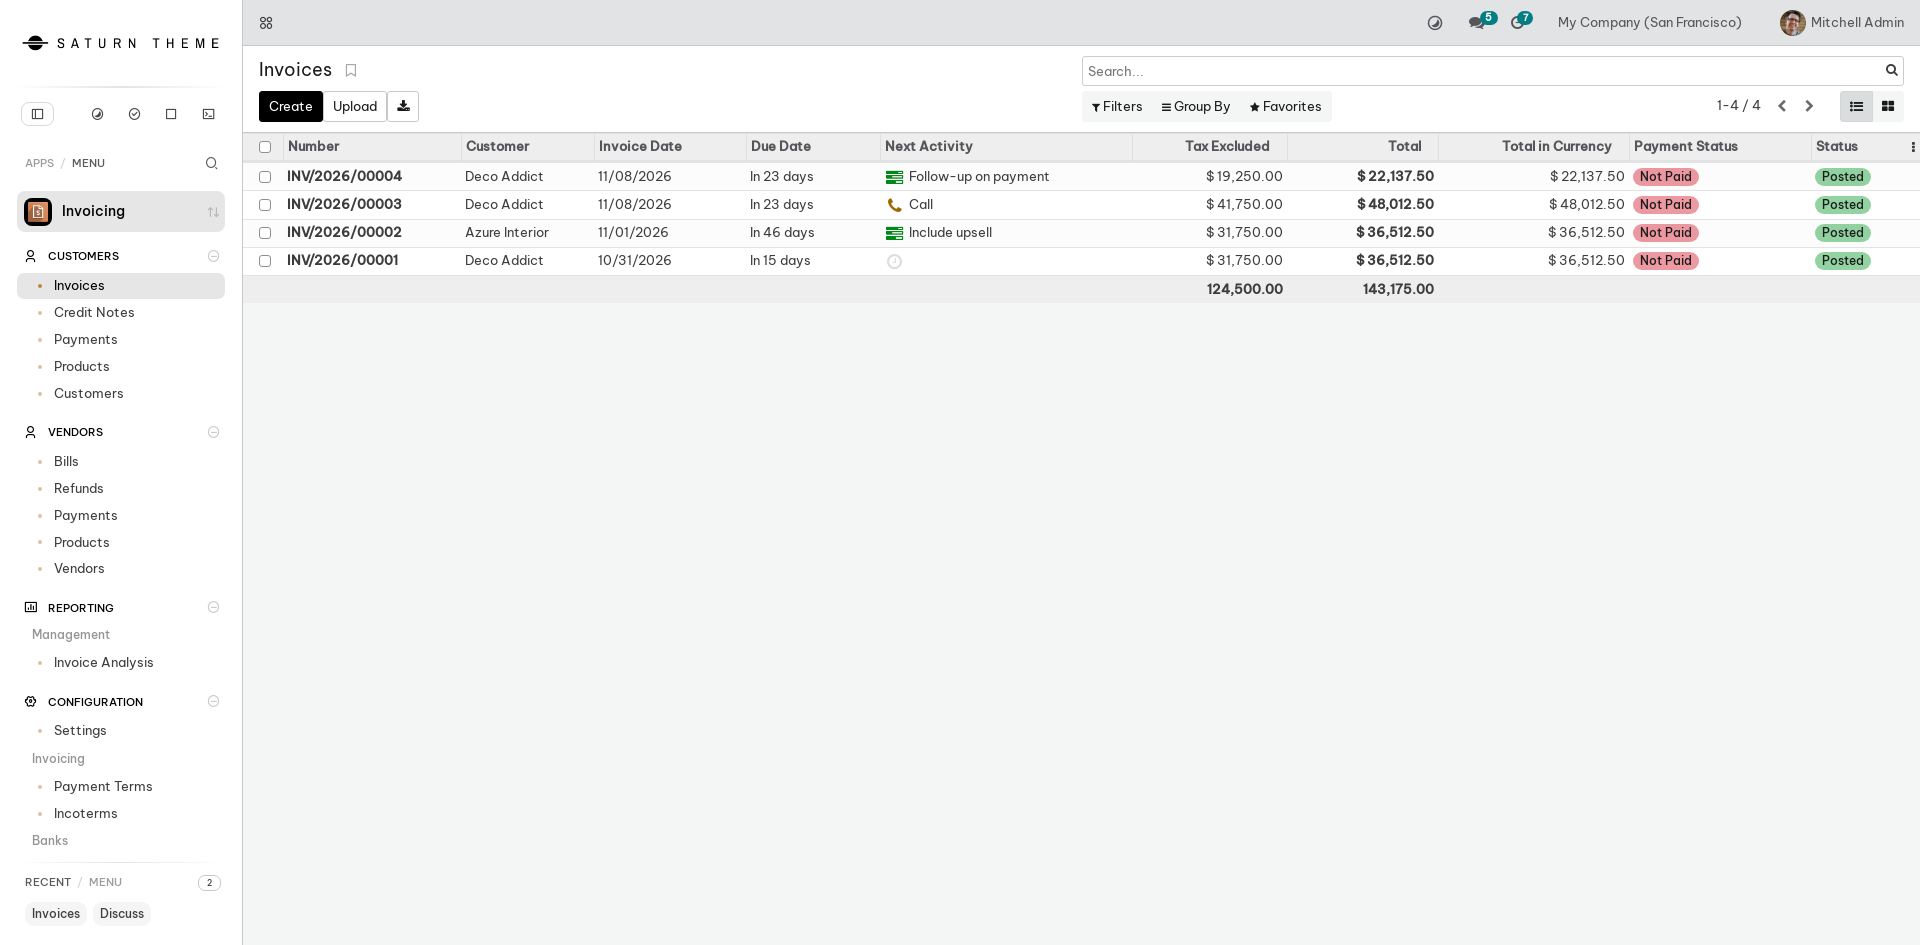 SATURN THEME
5
7
My Company (San Francisco)
Mitchell Admin
APPS / MENU
Invoicing
CUSTOMERS
Invoices
Credit Notes
Payments
Products
Customers
VENDORS
Bills
Refunds
Payments
Products
Vendors
REPORTING
Management
Invoice Analysis
CONFIGURATION
Settings
Invoicing
Payment Terms
Incoterms
Banks
RECENT / MENU
2
Invoices Discuss
Invoices
Search...
Create Upload
Filters Group By Favorites
1-4 / 4
Number Customer Invoice Date Due Date Next Activity Tax Excluded Total Total in Currency Payment Status Status
INV/2026/00004 Deco Addict 11/08/2026 In 23 days Follow-up on payment $ 19,250.00 $ 22,137.50 $ 22,137.50 Not Paid Posted
INV/2026/00003 Deco Addict 11/08/2026 In 23 days Call $ 41,750.00 $ 48,012.50 $ 48,012.50 Not Paid Posted
INV/2026/00002 Azure Interior 11/01/2026 In 46 days Include upsell $ 31,750.00 $ 36,512.50 $ 36,512.50 Not Paid Posted
INV/2026/00001 Deco Addict 10/31/2026 In 15 days $ 31,750.00 $ 36,512.50 $ 36,512.50 Not Paid Posted
124,500.00 143,175.00